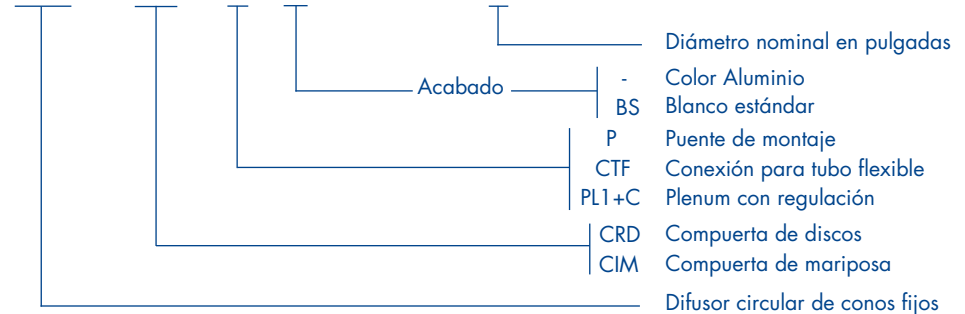 Diámetro nominal en pulgadas
Acabado - Color Aluminio
BS Blanco estándar
P Puente de montaje
CTF Conexión para tubo flexible
PL1+C Plenum con regulación
CRD Compuerta de discos
CIM Compuerta de mariposa
Difusor circular de conos fijos